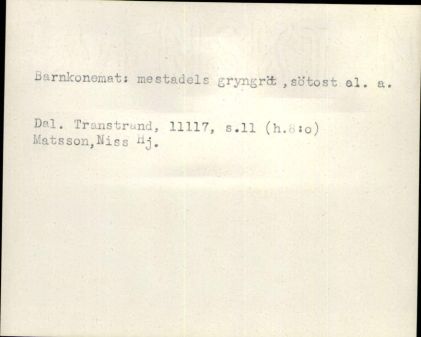 Barnkonemat: mestadels gryngröt ,sötost el. a.
Dal. Transtrand, 11117, s.11 (h.8:o)
Matsson,Niss Hj.